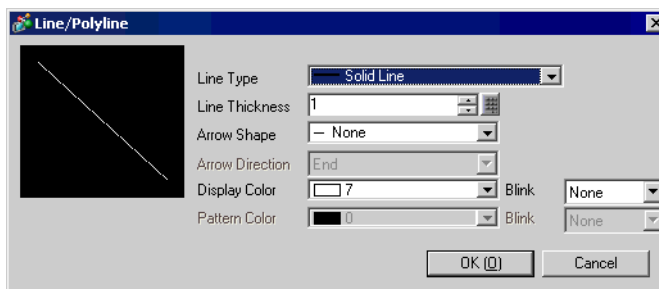 Line/Polyline
Line Type
Solid Line
Line Thickness
1
Arrow Shape
None
Arrow Direction
End
Display Color
7
Blink
None
Pattern Color
0
Blink
None
OK (O)
Cancel